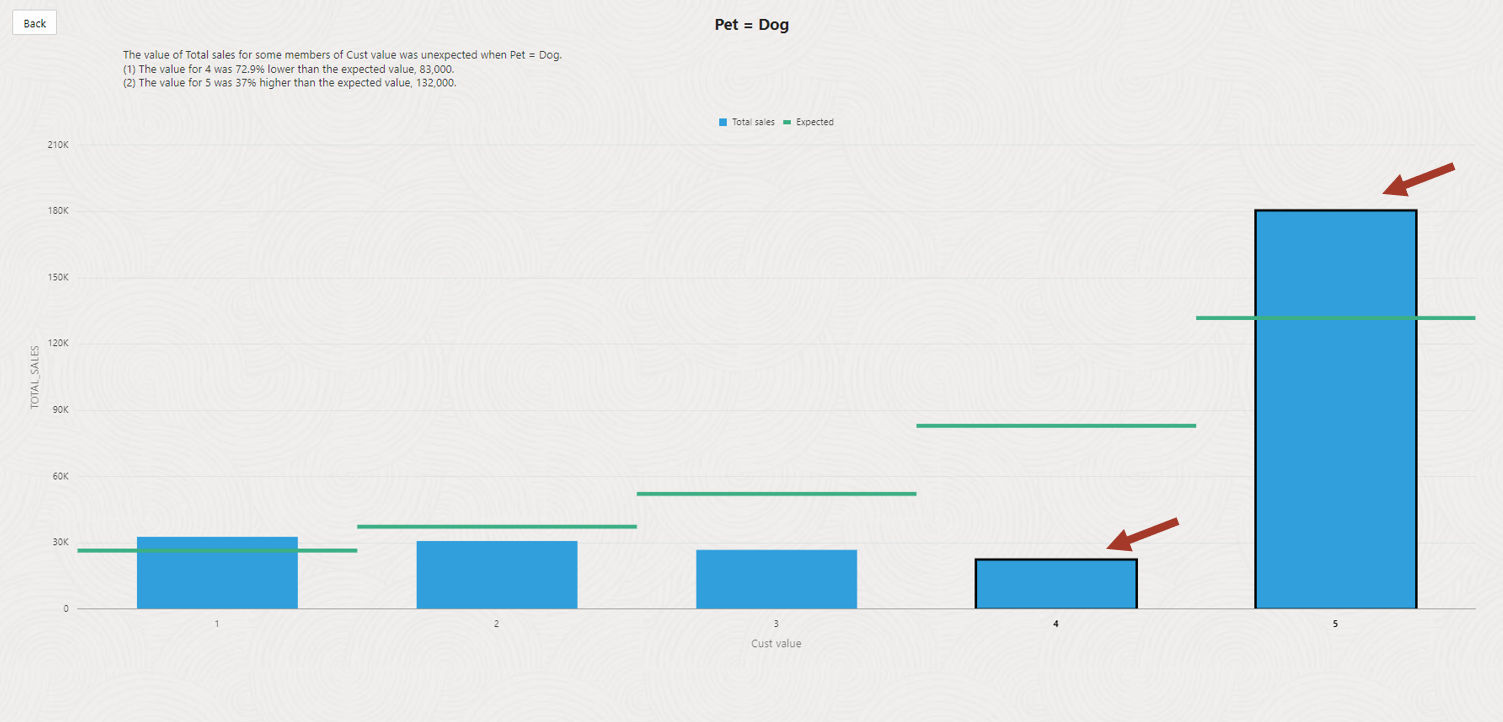 Back
Pet = Dog
The value of Total sales for some members of Cust value was unexpected when Pet = Dog.
(1) The value for 4 was 72.9% lower than the expected value, 83,000.
(2) The value for 5 was 37% higher than the expected value, 132,000.
Total sales Expected
210K
180K
150K
120K
90K
60K
30K
0
TOTAL_SALES
1 2 3 4 5
Cust value